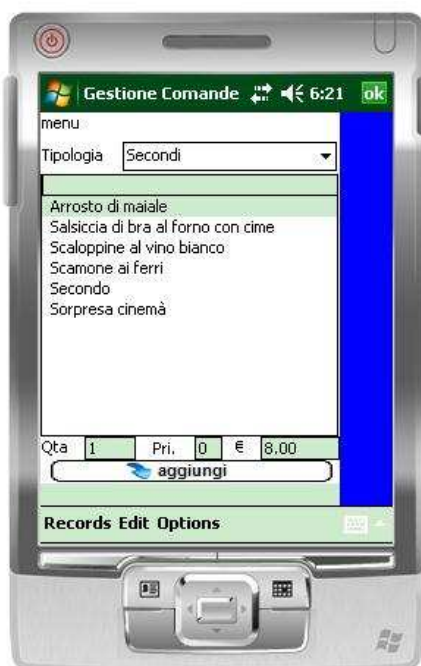 Gestione Comande 6:21 ok
menu
Tipologia Secondi
Arrosto di maiale
Salsiccia di bra al forno con cime
Scaloppine al vino bianco
Scamone ai ferri
Secondo
Sorpresa cinemà
Qta 1 Pri. 0 € 8.00
aggiungi
Records Edit Options